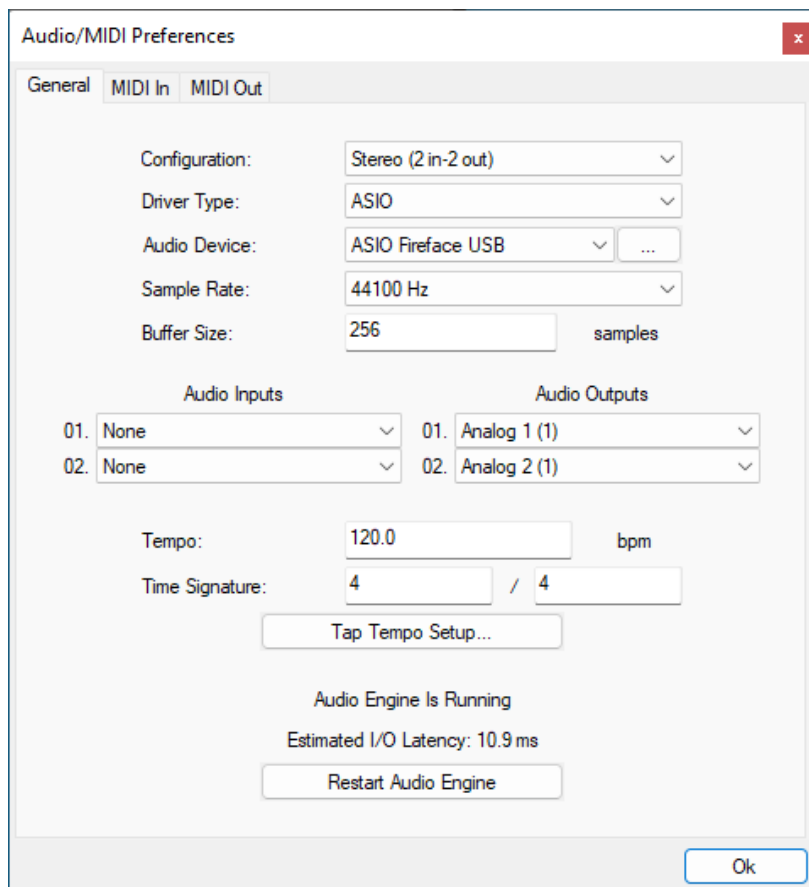 Audio/MIDI Preferences x
General MIDI In MIDI Out
Configuration: Stereo (2 in-2 out)
Driver Type: ASIO
Audio Device: ASIO Fireface USB ...
Sample Rate: 44100 Hz
Buffer Size: 256 samples
Audio Inputs Audio Outputs
01. None 01. Analog 1 (1)
02. None 02. Analog 2 (1)
Tempo: 120.0 bpm
Time Signature: 4 / 4
Tap Tempo Setup...
Audio Engine Is Running
Estimated I/O Latency: 10.9 ms
Restart Audio Engine
Ok